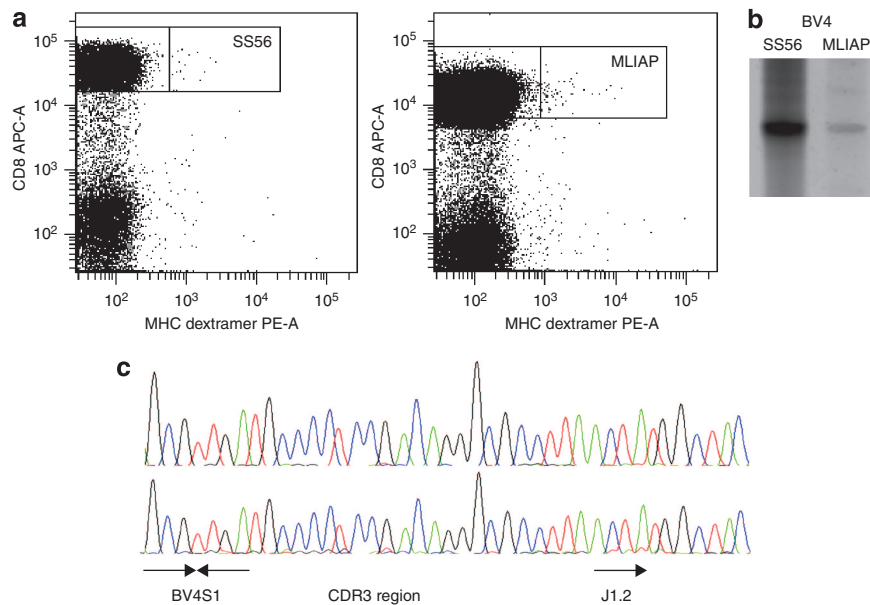 a
SS56
CD8 APC-A
10⁵
10⁴
10³
10²
10² 10³ 10⁴ 10⁵
MHC dextramer PE-A
MLIAP
CD8 APC-A
10⁵
10⁴
10³
10²
10² 10³ 10⁴ 10⁵
MHC dextramer PE-A
b
BV4
SS56 MLIAP
c
BV4S1 CDR3 region J1.2